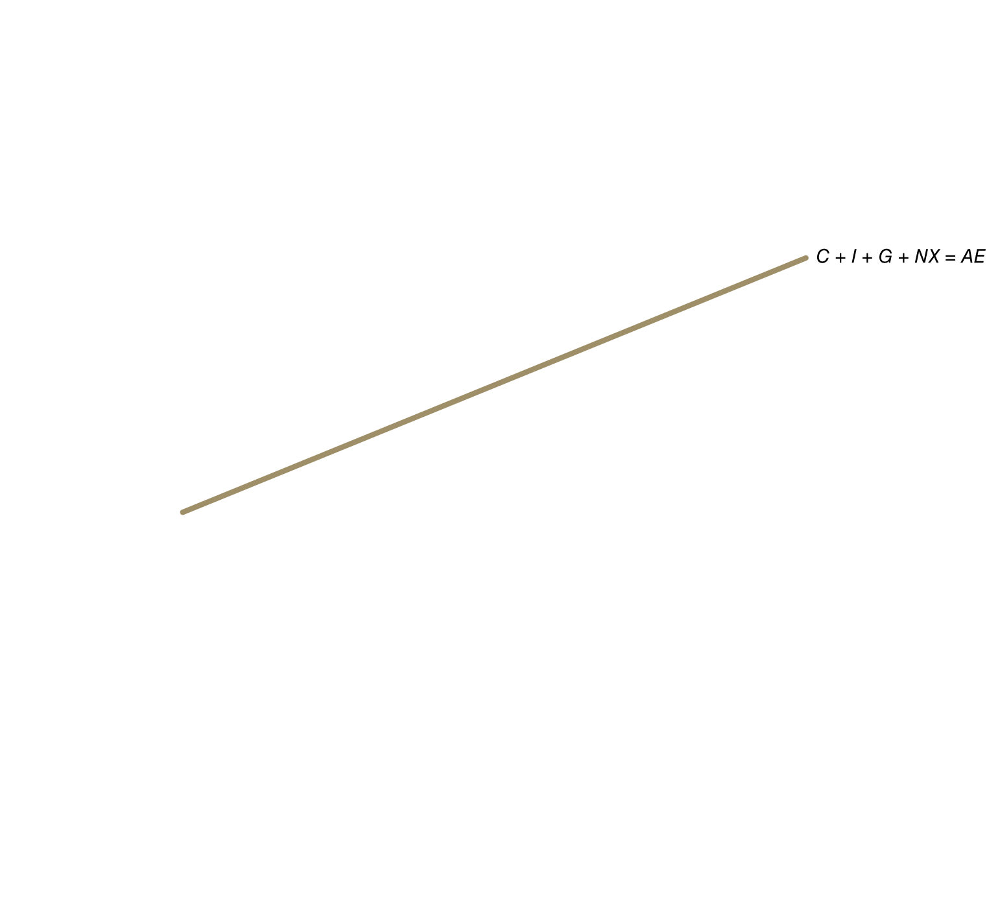 C + I + G + NX = AE